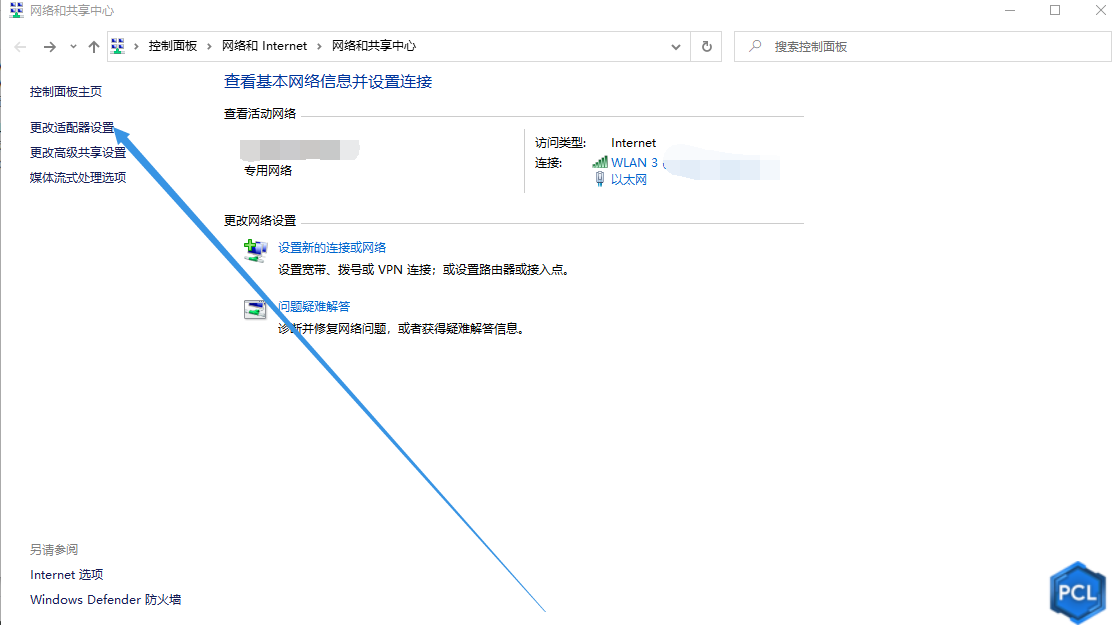 网络和共享中心
控制面板 网络和 Internet 网络和共享中心
搜索控制面板
控制面板主页
更改适配器设置
更改高级共享设置
媒体流式处理选项
查看基本网络信息并设置连接
查看活动网络
专用网络
访问类型: Internet
连接: WLAN 3
以太网
更改网络设置
设置新的连接或网络
设置宽带、拨号或 VPN 连接；或设置路由器或接入点。
问题疑难解答
诊断并修复网络问题，或者获得疑难解答信息。
另请参阅
Internet 选项
Windows Defender 防火墙
PCL